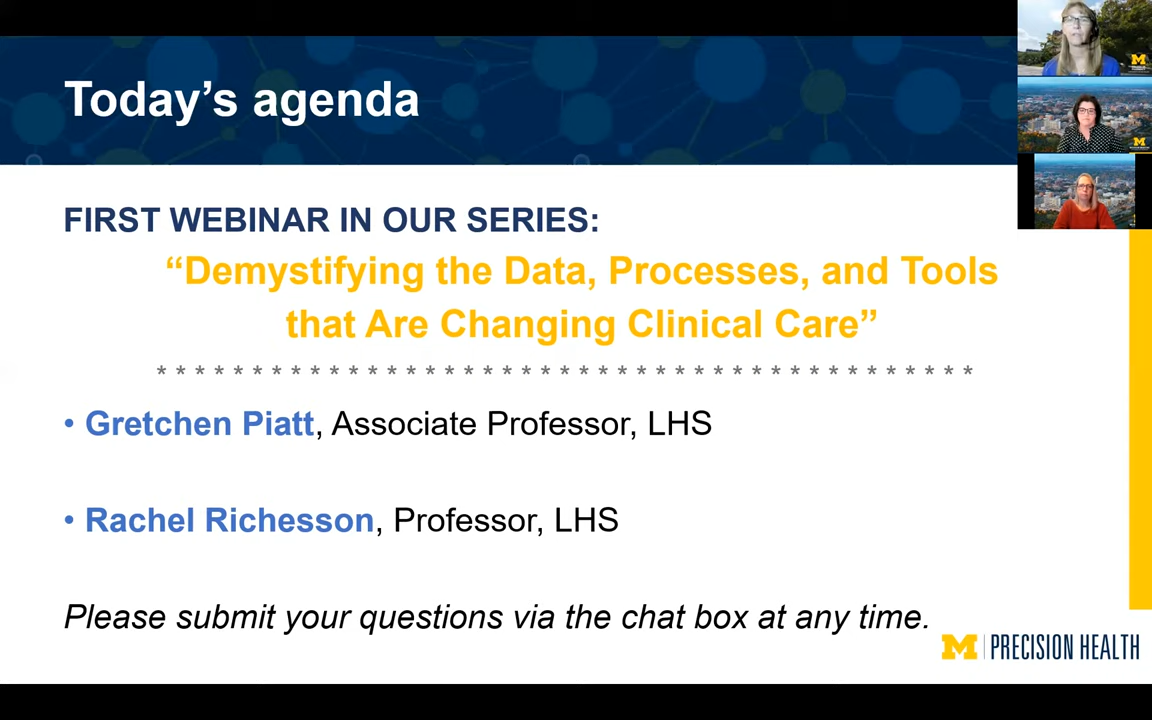 Today’s agenda
FIRST WEBINAR IN OUR SERIES:
“Demystifying the Data, Processes, and Tools
that Are Changing Clinical Care”
* * * * * * * * * * * * * * * * * * * * * * * * * * * * * * * * * * * * * * * * * * *
• Gretchen Piatt, Associate Professor, LHS
• Rachel Richesson, Professor, LHS
Please submit your questions via the chat box at any time.
M PRECISION HEALTH